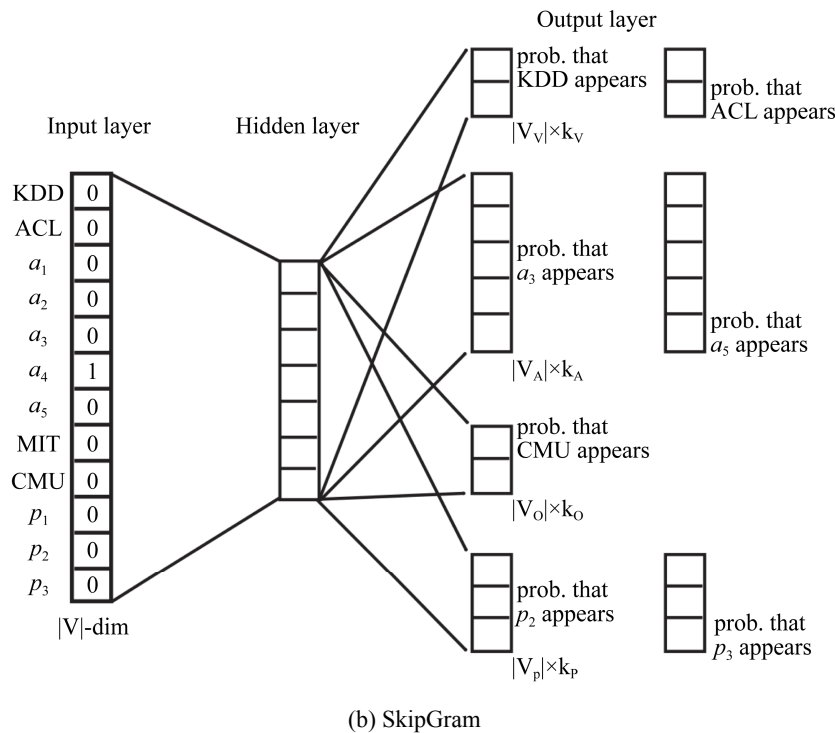 Output layer
prob. that
KDD appears
prob. that
ACL appears
|V_V|×k_V
Input layer
Hidden layer
KDD 0
ACL 0
a_1 0
a_2 0
a_3 0
a_4 1
a_5 0
MIT 0
CMU 0
p_1 0
p_2 0
p_3 0
|V|-dim
prob. that
a_3 appears
prob. that
a_5 appears
|V_A|×k_A
prob. that
CMU appears
|V_O|×k_O
prob. that
p_2 appears
prob. that
p_3 appears
|V_p|×k_P
(b) SkipGram